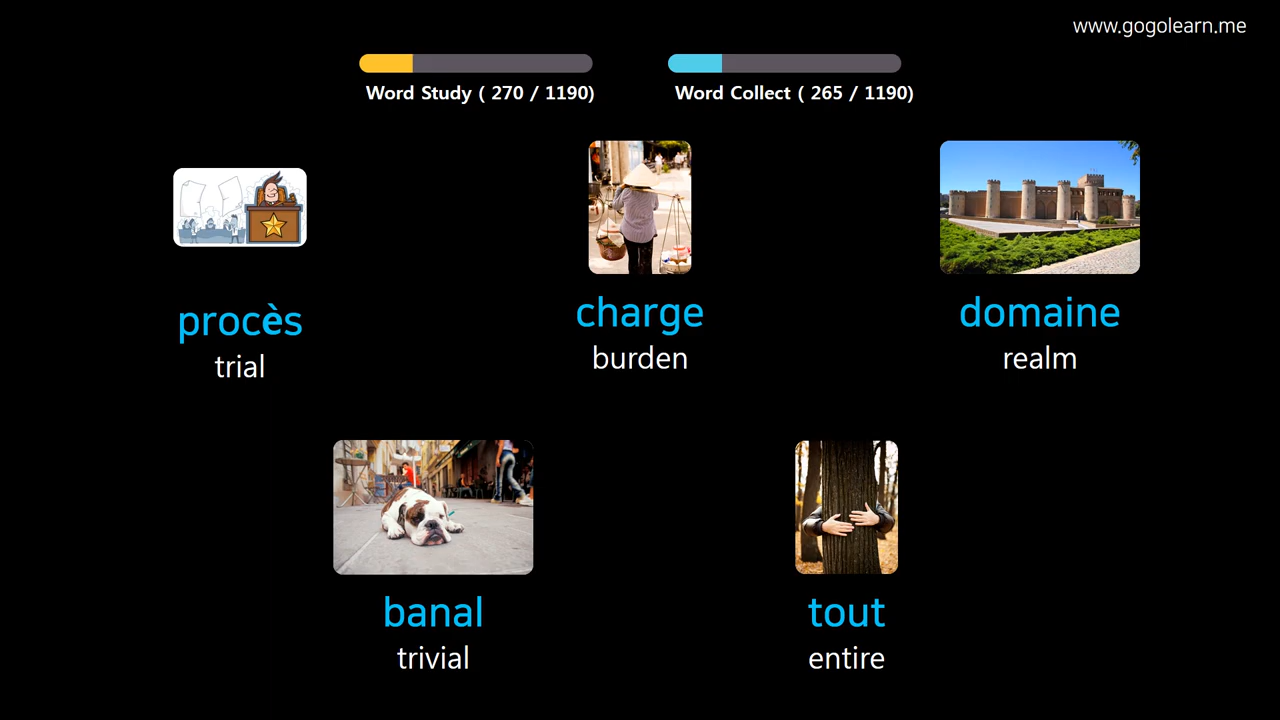 www.gogolearn.me
Word Study ( 270 / 1190)
Word Collect ( 265 / 1190)
procès
trial
charge
burden
domaine
realm
banal
trivial
tout
entire